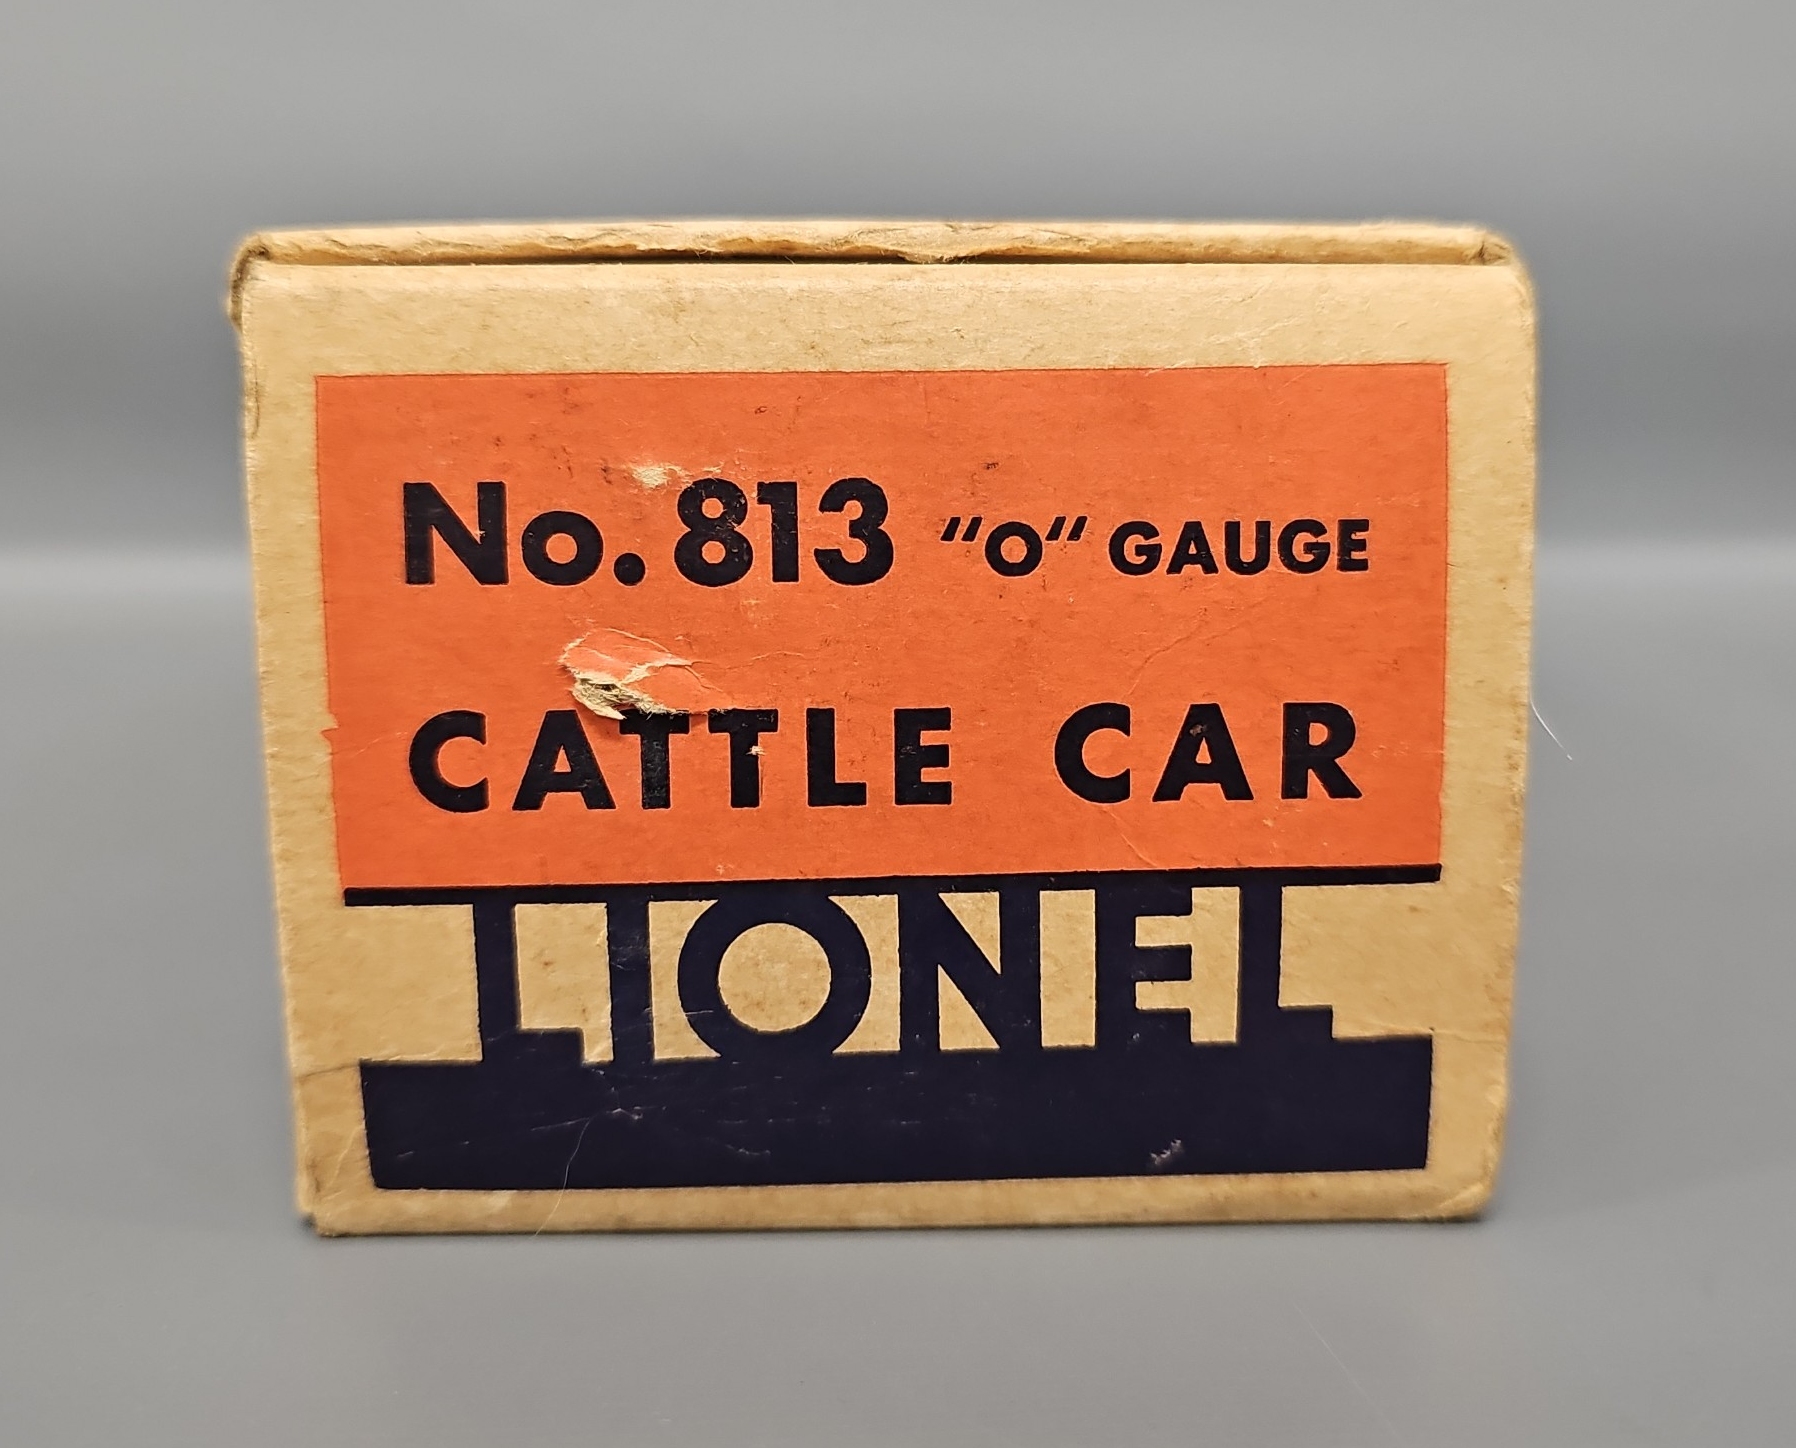 No. 813 "O" GAUGE
CATTLE CAR
LIONEL